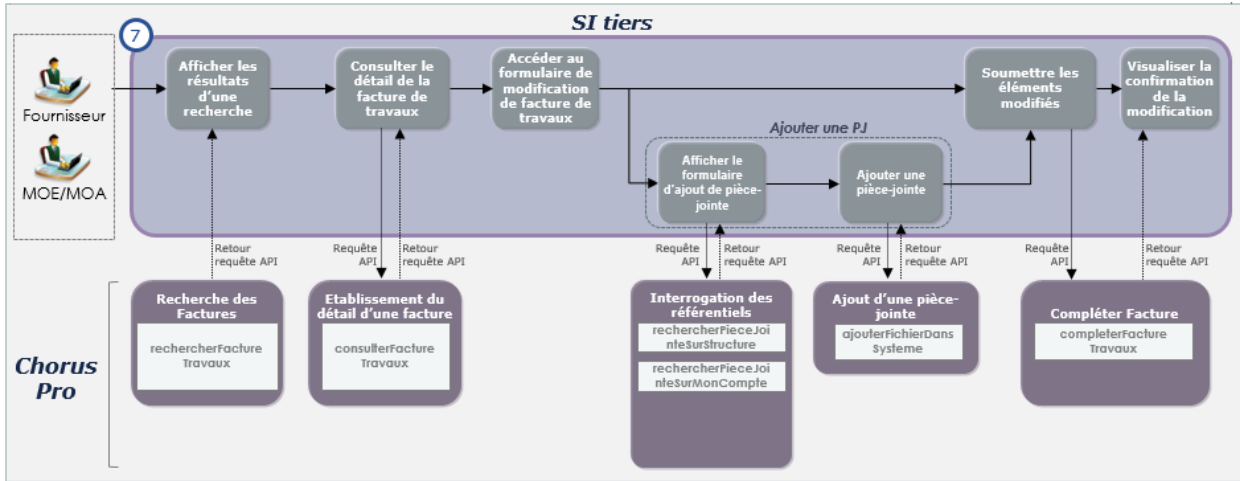 SI tiers
7
Fournisseur
MOE/MOA
Afficher les
résultats
d'une
recherche
Consulter le
détail de la
facture de
travaux
Accéder au
formulaire de
modification
de facture de
travaux
Soumettre les
éléments
modifiés
Visualiser la
confirmation
de la
modification
Ajouter une PJ
Afficher le
formulaire
d'ajout de pièce-
jointe
Ajouter une
pièce-jointe
Retour
requête API
Requête
API
Retour
requête API
Requête
API
Retour
requête API
Requête
API
Retour
requête API
Requête
API
Retour
requête API
Chorus
Pro
Recherche des
Factures
rechercherFacture
Travaux
Etablissement du
détail d'une facture
consulterFacture
Travaux
Interrogation des
référentiels
rechercherPieceJoi
nteSurStructure
rechercherPieceJoi
nteSurMonCompte
Ajout d'une pièce-
jointe
ajouterFichierDans
Systeme
Compléter Facture
completerFacture
Travaux